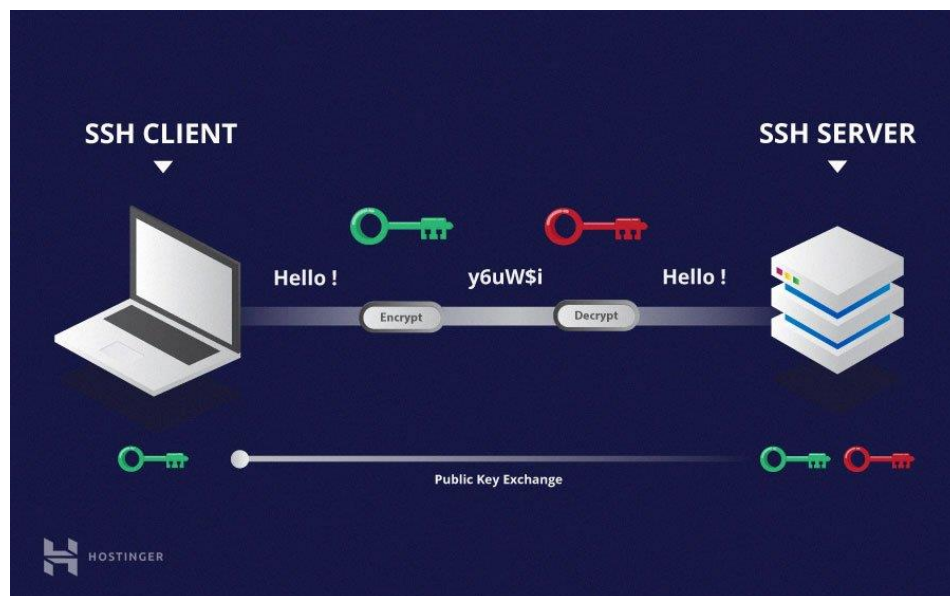 SSH CLIENT
SSH SERVER
Hello !
y6uW$i
Hello !
Encrypt
Decrypt
Public Key Exchange
HOSTINGER